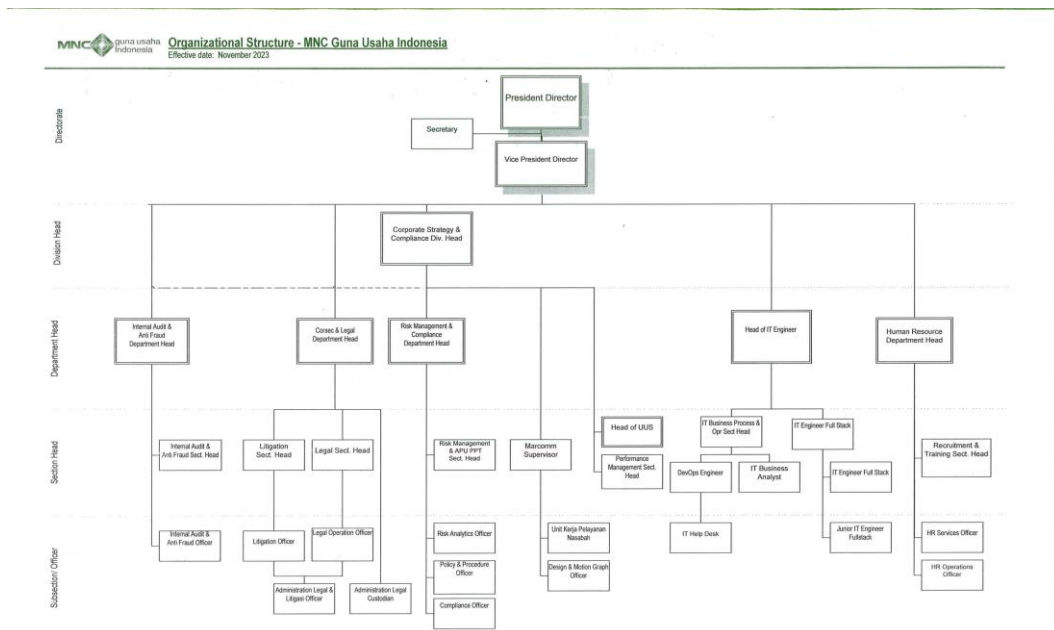 MNC guna usaha
indonesia
Organizational Structure - MNC Guna Usaha Indonesia
Effective date: November 2023
Directorate
President Director
Secretary
Vice President Director
Division Head
Corporate Strategy &
Compliance Div. Head
Department Head
Internal Audit &
Anti Fraud
Department Head
Corsec & Legal
Department Head
Risk Management &
Compliance
Department Head
Head of IT Engineer
Human Resource
Department Head
Section Head
Internal Audit &
Anti Fraud Sect. Head
Litigation
Sect. Head
Legal Sect. Head
Risk Management
& APU PPT
Sect. Head
Marcomm
Supervisor
Head of UUS
Performance
Management Sect.
Head
IT Business Process &
Opr Sect Head
DevOps Engineer
IT Business
Analyst
IT Engineer Full Stack
IT Engineer Full Stack
Recruitment &
Training Sect. Head
Subsection/ Officer
Internal Audit &
Anti Fraud Officer
Litigation Officer
Legal Operation Officer
Administration Legal &
Litigasi Officer
Administration Legal
Custodian
Risk Analytics Officer
Policy & Procedure
Officer
Compliance Officer
Unit Kerja Pelayanan
Nasabah
Design & Motion Graph
Officer
IT Help Desk
Junior IT Engineer
Fullstack
HR Services Officer
HR Operations
Officer